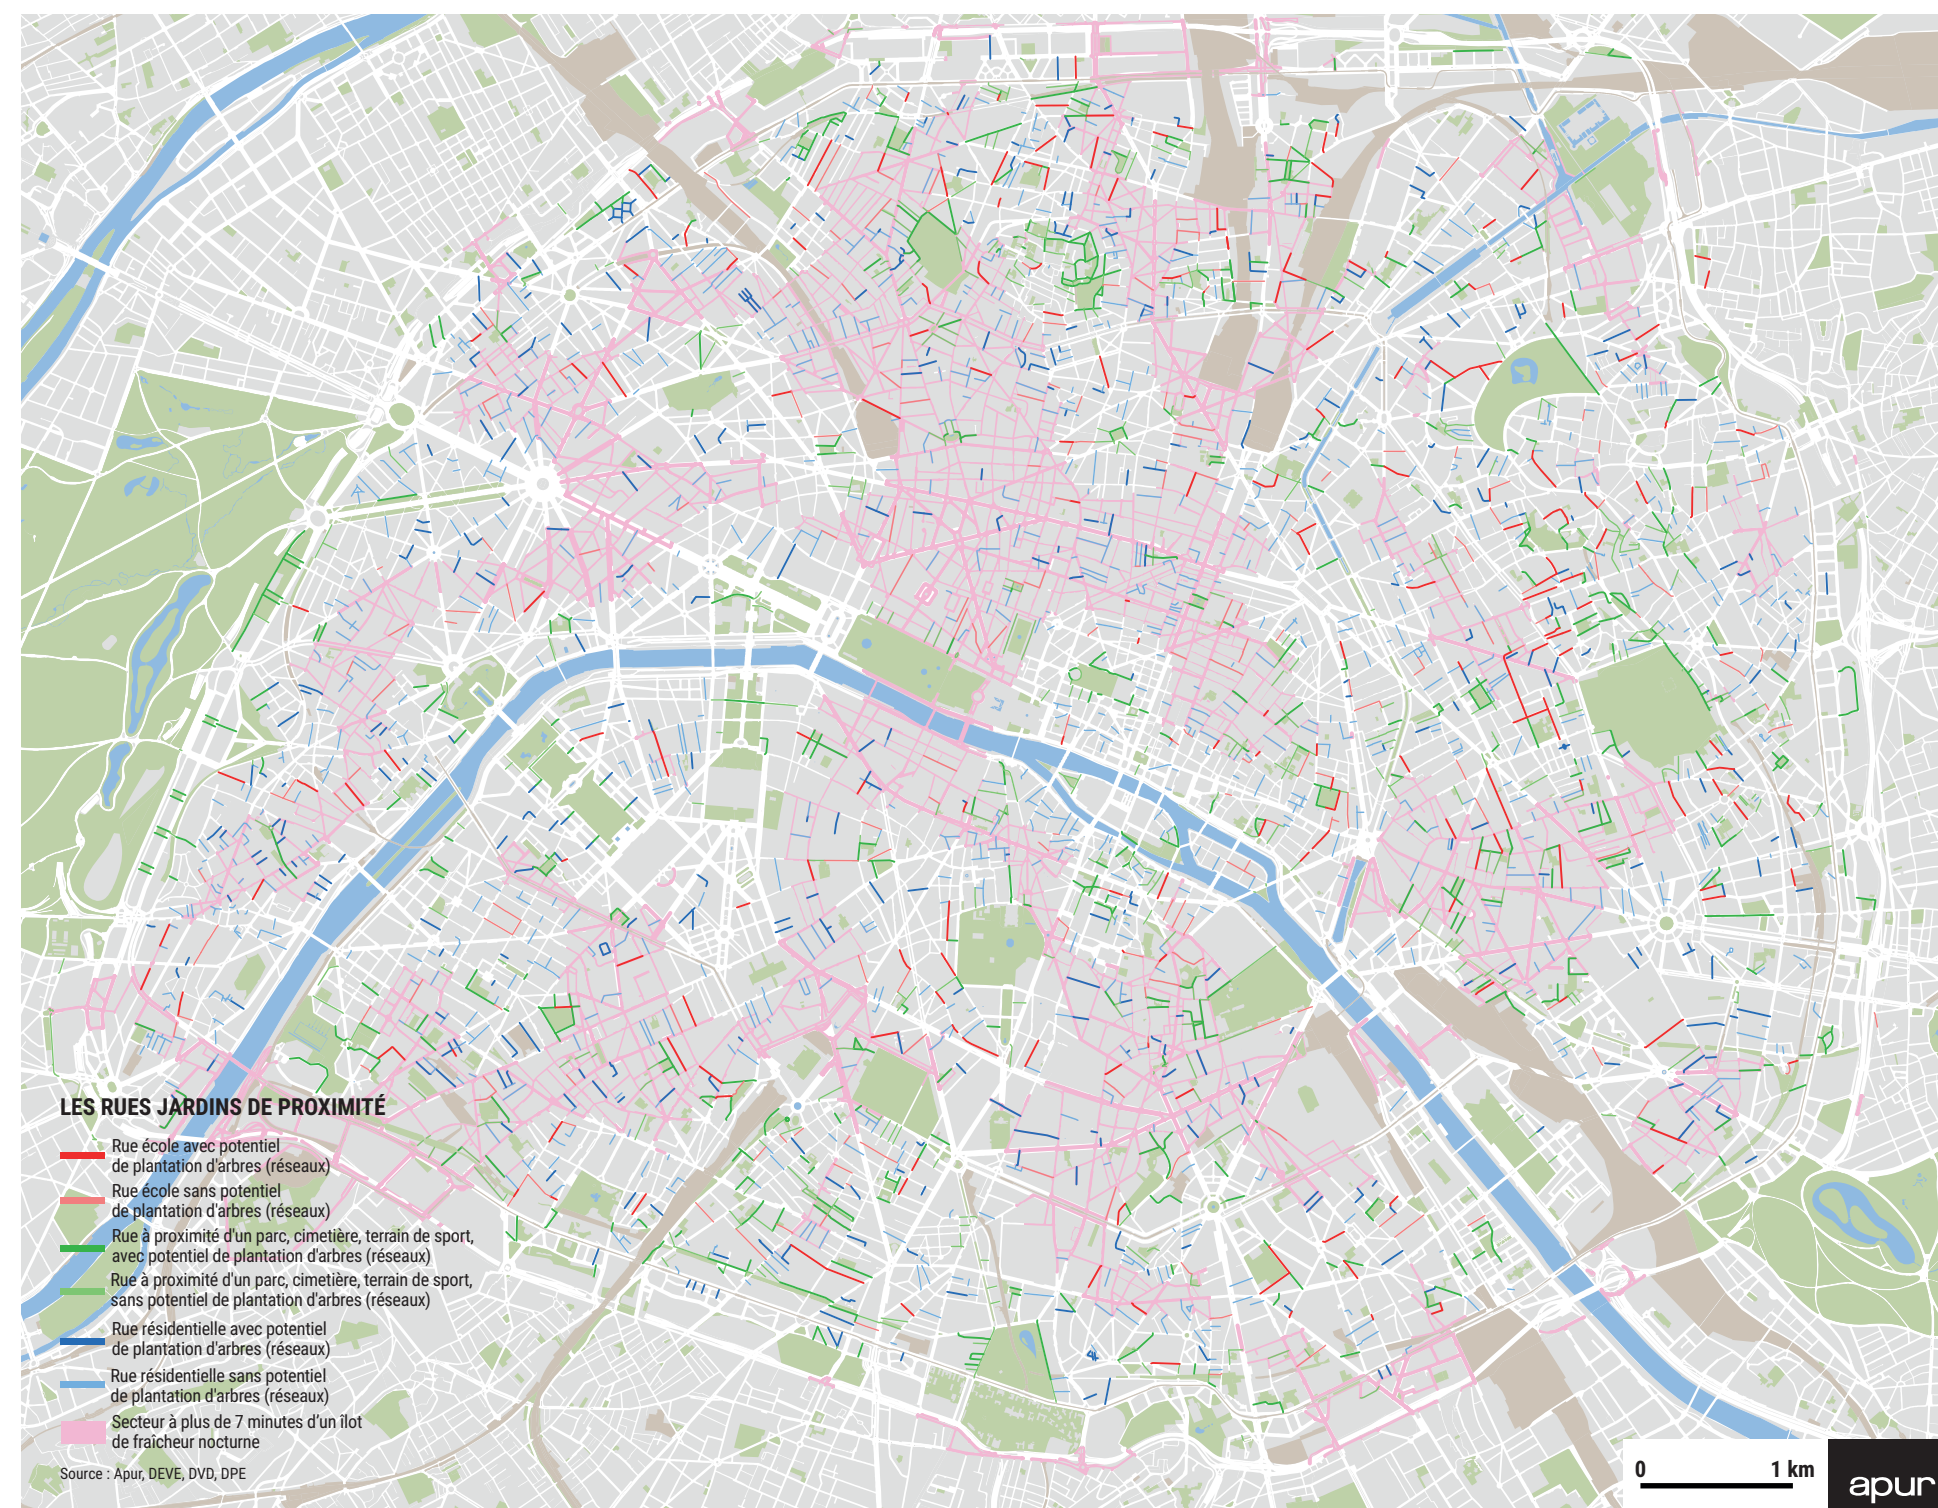 LES RUES JARDINS DE PROXIMITÉ
Rue école avec potentiel
de plantation d'arbres (réseaux)
Rue école sans potentiel
de plantation d'arbres (réseaux)
Rue à proximité d'un parc, cimetière, terrain de sport,
avec potentiel de plantation d'arbres (réseaux)
Rue à proximité d'un parc, cimetière, terrain de sport,
sans potentiel de plantation d'arbres (réseaux)
Rue résidentielle avec potentiel
de plantation d'arbres (réseaux)
Rue résidentielle sans potentiel
de plantation d'arbres (réseaux)
Secteur à plus de 7 minutes d’un îlot
de fraîcheur nocturne
Source : Apur, DEVE, DVD, DPE
0 1 km
apur